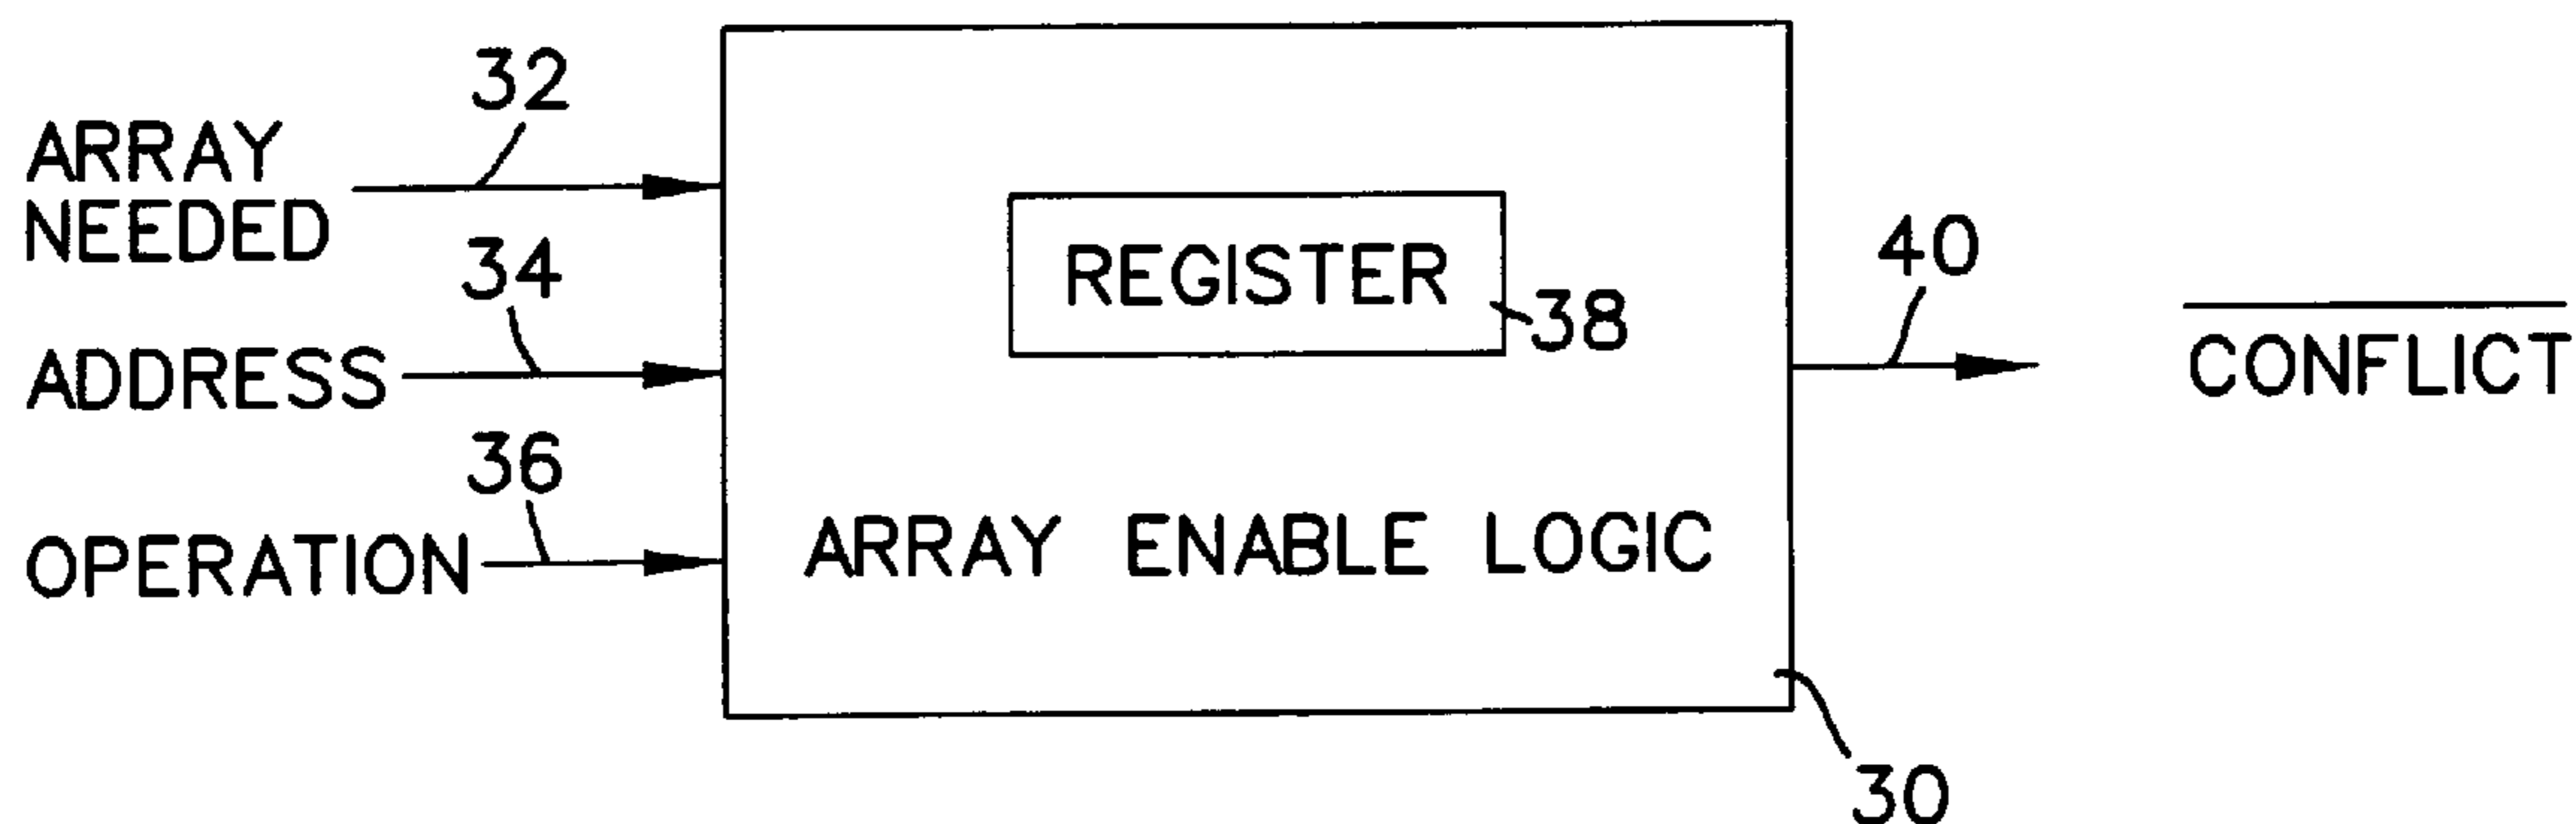 32
ARRAY
NEEDED
34
ADDRESS
36
OPERATION
REGISTER
38
ARRAY ENABLE LOGIC
40
CONFLICT
30